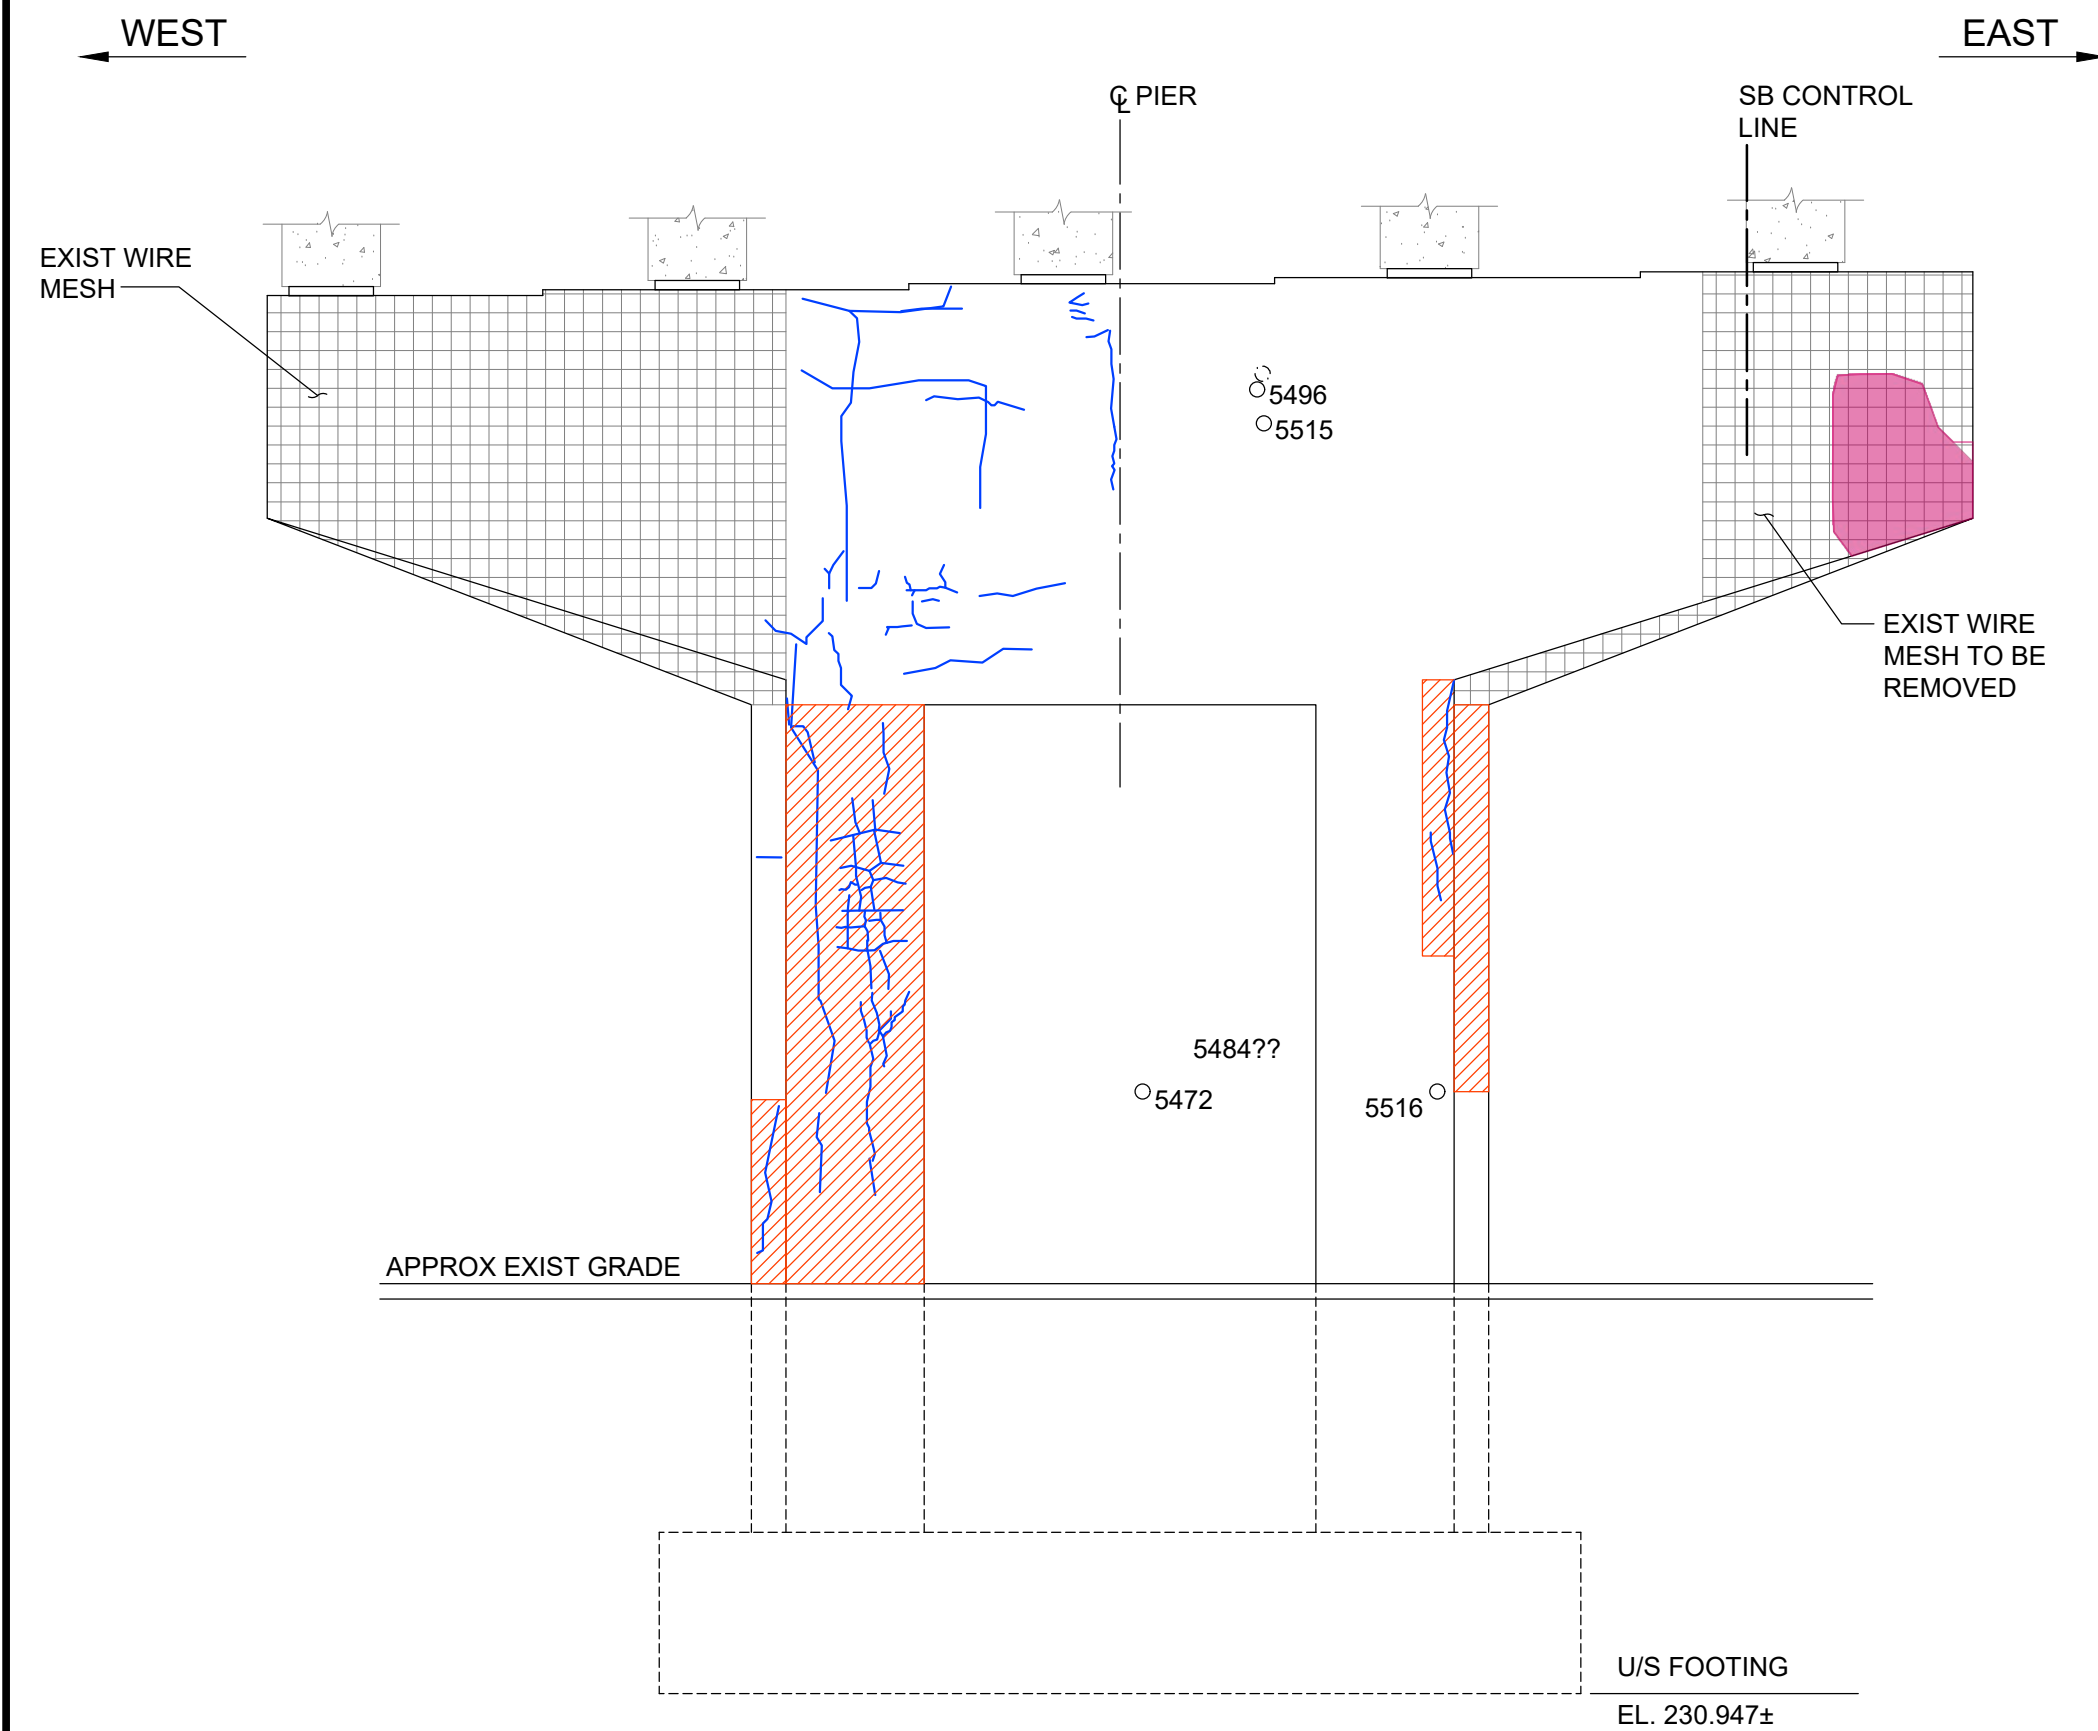 WEST
EAST
℄ PIER
SB CONTROL
LINE
EXIST WIRE
MESH
5496
5515
EXIST WIRE
MESH TO BE
REMOVED
5484??
5472
5516
APPROX EXIST GRADE
U/S FOOTING
EL. 230.947±